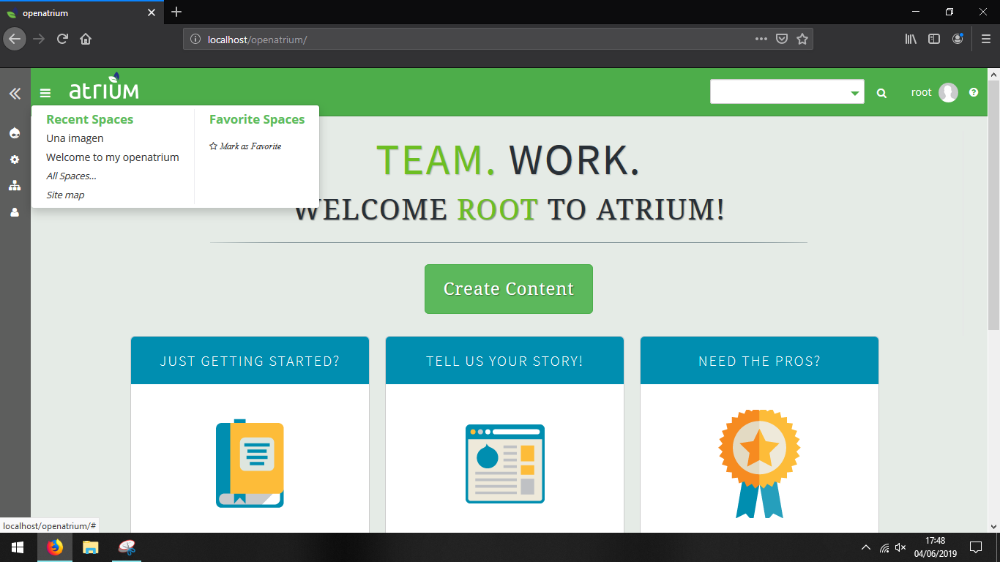 openatrium
localhost/openatrium/
atrium
root
Recent Spaces
Una imagen
Welcome to my openatrium
All Spaces...
Site map
Favorite Spaces
Mark as Favorite
TEAM. WORK.
WELCOME ROOT TO ATRIUM!
Create Content
JUST GETTING STARTED?
TELL US YOUR STORY!
NEED THE PROS?
localhost/openatrium/#
17:48
04/06/2019